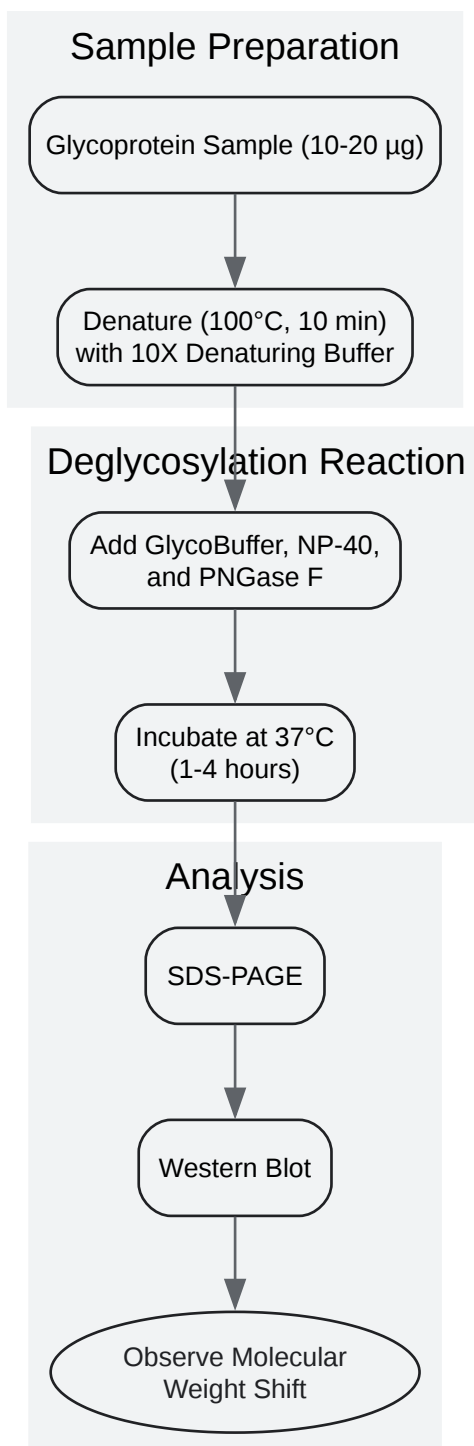 Sample Preparation
Glycoprotein Sample (10-20 µg)
Denature (100°C, 10 min)
with 10X Denaturing Buffer
Deglycosylation Reaction
Add GlycoBuffer, NP-40,
and PNGase F
Incubate at 37°C
(1-4 hours)
Analysis
SDS-PAGE
Western Blot
Observe Molecular
Weight Shift